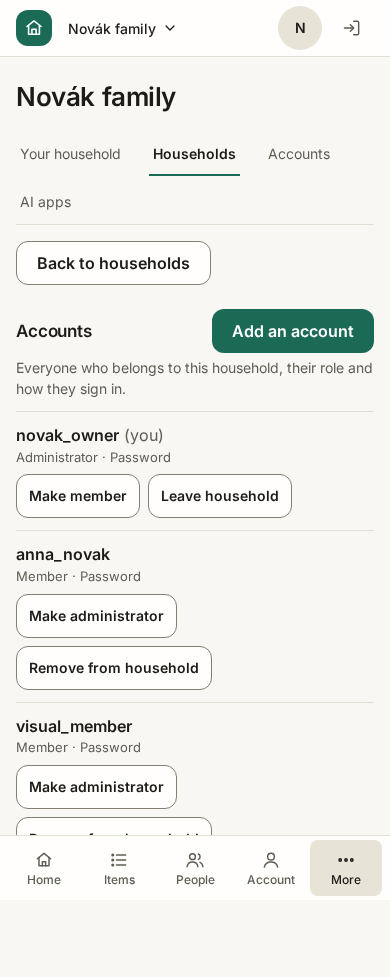 Novák family
N
Novák family
Your household
Households
Accounts
AI apps
Back to households
Accounts
Add an account
Everyone who belongs to this household, their role and
how they sign in.
novak_owner (you)
Administrator · Password
Make member
Leave household
anna_novak
Member · Password
Make administrator
Remove from household
visual_member
Member · Password
Make administrator
Home
Items
People
Account
More